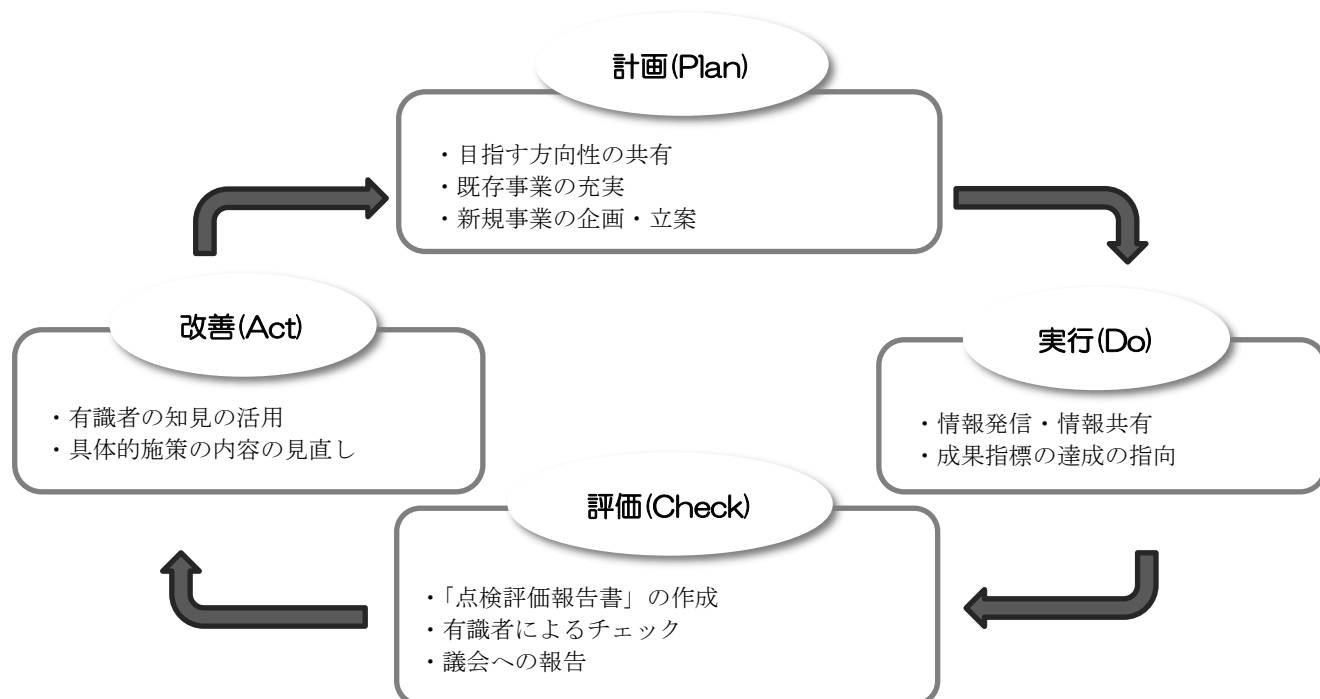 計画(Plan)
・目指す方向性の共有
・既存事業の充実
・新規事業の企画・立案
改善(Act)
・有識者の知見の活用
・具体的施策の内容の見直し
実行(Do)
・情報発信・情報共有
・成果指標の達成の指向
評価(Check)
・「点検評価報告書」の作成
・有識者によるチェック
・議会への報告